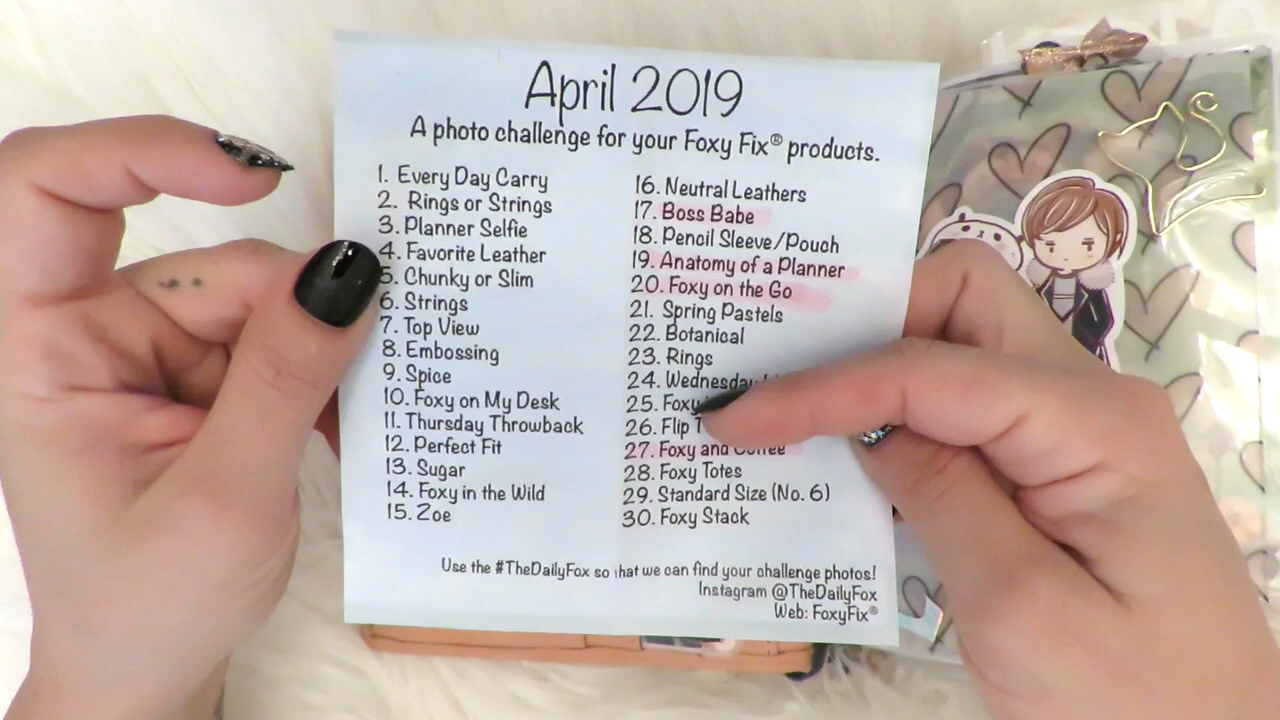 April 2019
A photo challenge for your Foxy Fix® products.
1. Every Day Carry
2. Rings or Strings
3. Planner Selfie
4. Favorite Leather
5. Chunky or Slim
6. Strings
7. Top View
8. Embossing
9. Spice
10. Foxy on My Desk
11. Thursday Throwback
12. Perfect Fit
13. Sugar
14. Foxy in the Wild
15. Zoe
16. Neutral Leathers
17. Boss Babe
18. Pencil Sleeve/Pouch
19. Anatomy of a Planner
20. Foxy on the Go
21. Spring Pastels
22. Botanical
23. Rings
24. Wednesday
25. Foxy
26. Flip
27. Foxy and Coffee
28. Foxy Totes
29. Standard Size (No. 6)
30. Foxy Stack
Use the #TheDailyFox so that we can find your challenge photos!
Instagram @TheDailyFox
Web: FoxyFix®